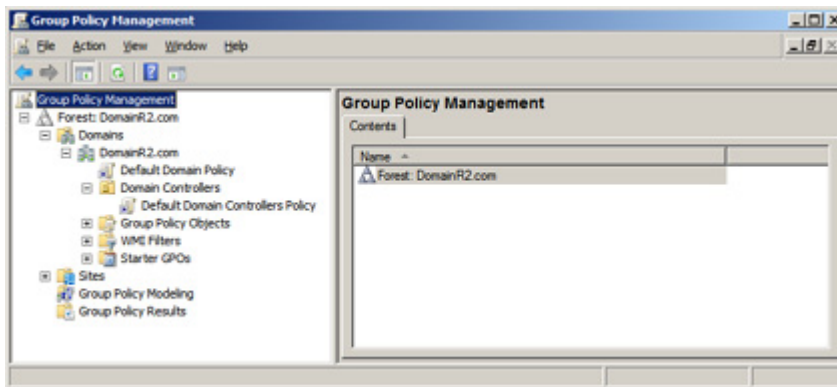 Group Policy Management
File Action View Window Help
Group Policy Management
Forest: DomainR2.com
Domains
DomainR2.com
Default Domain Policy
Domain Controllers
Default Domain Controllers Policy
Group Policy Objects
WMI Filters
Starter GPOs
Sites
Group Policy Modeling
Group Policy Results
Group Policy Management
Contents
Name
Forest: DomainR2.com